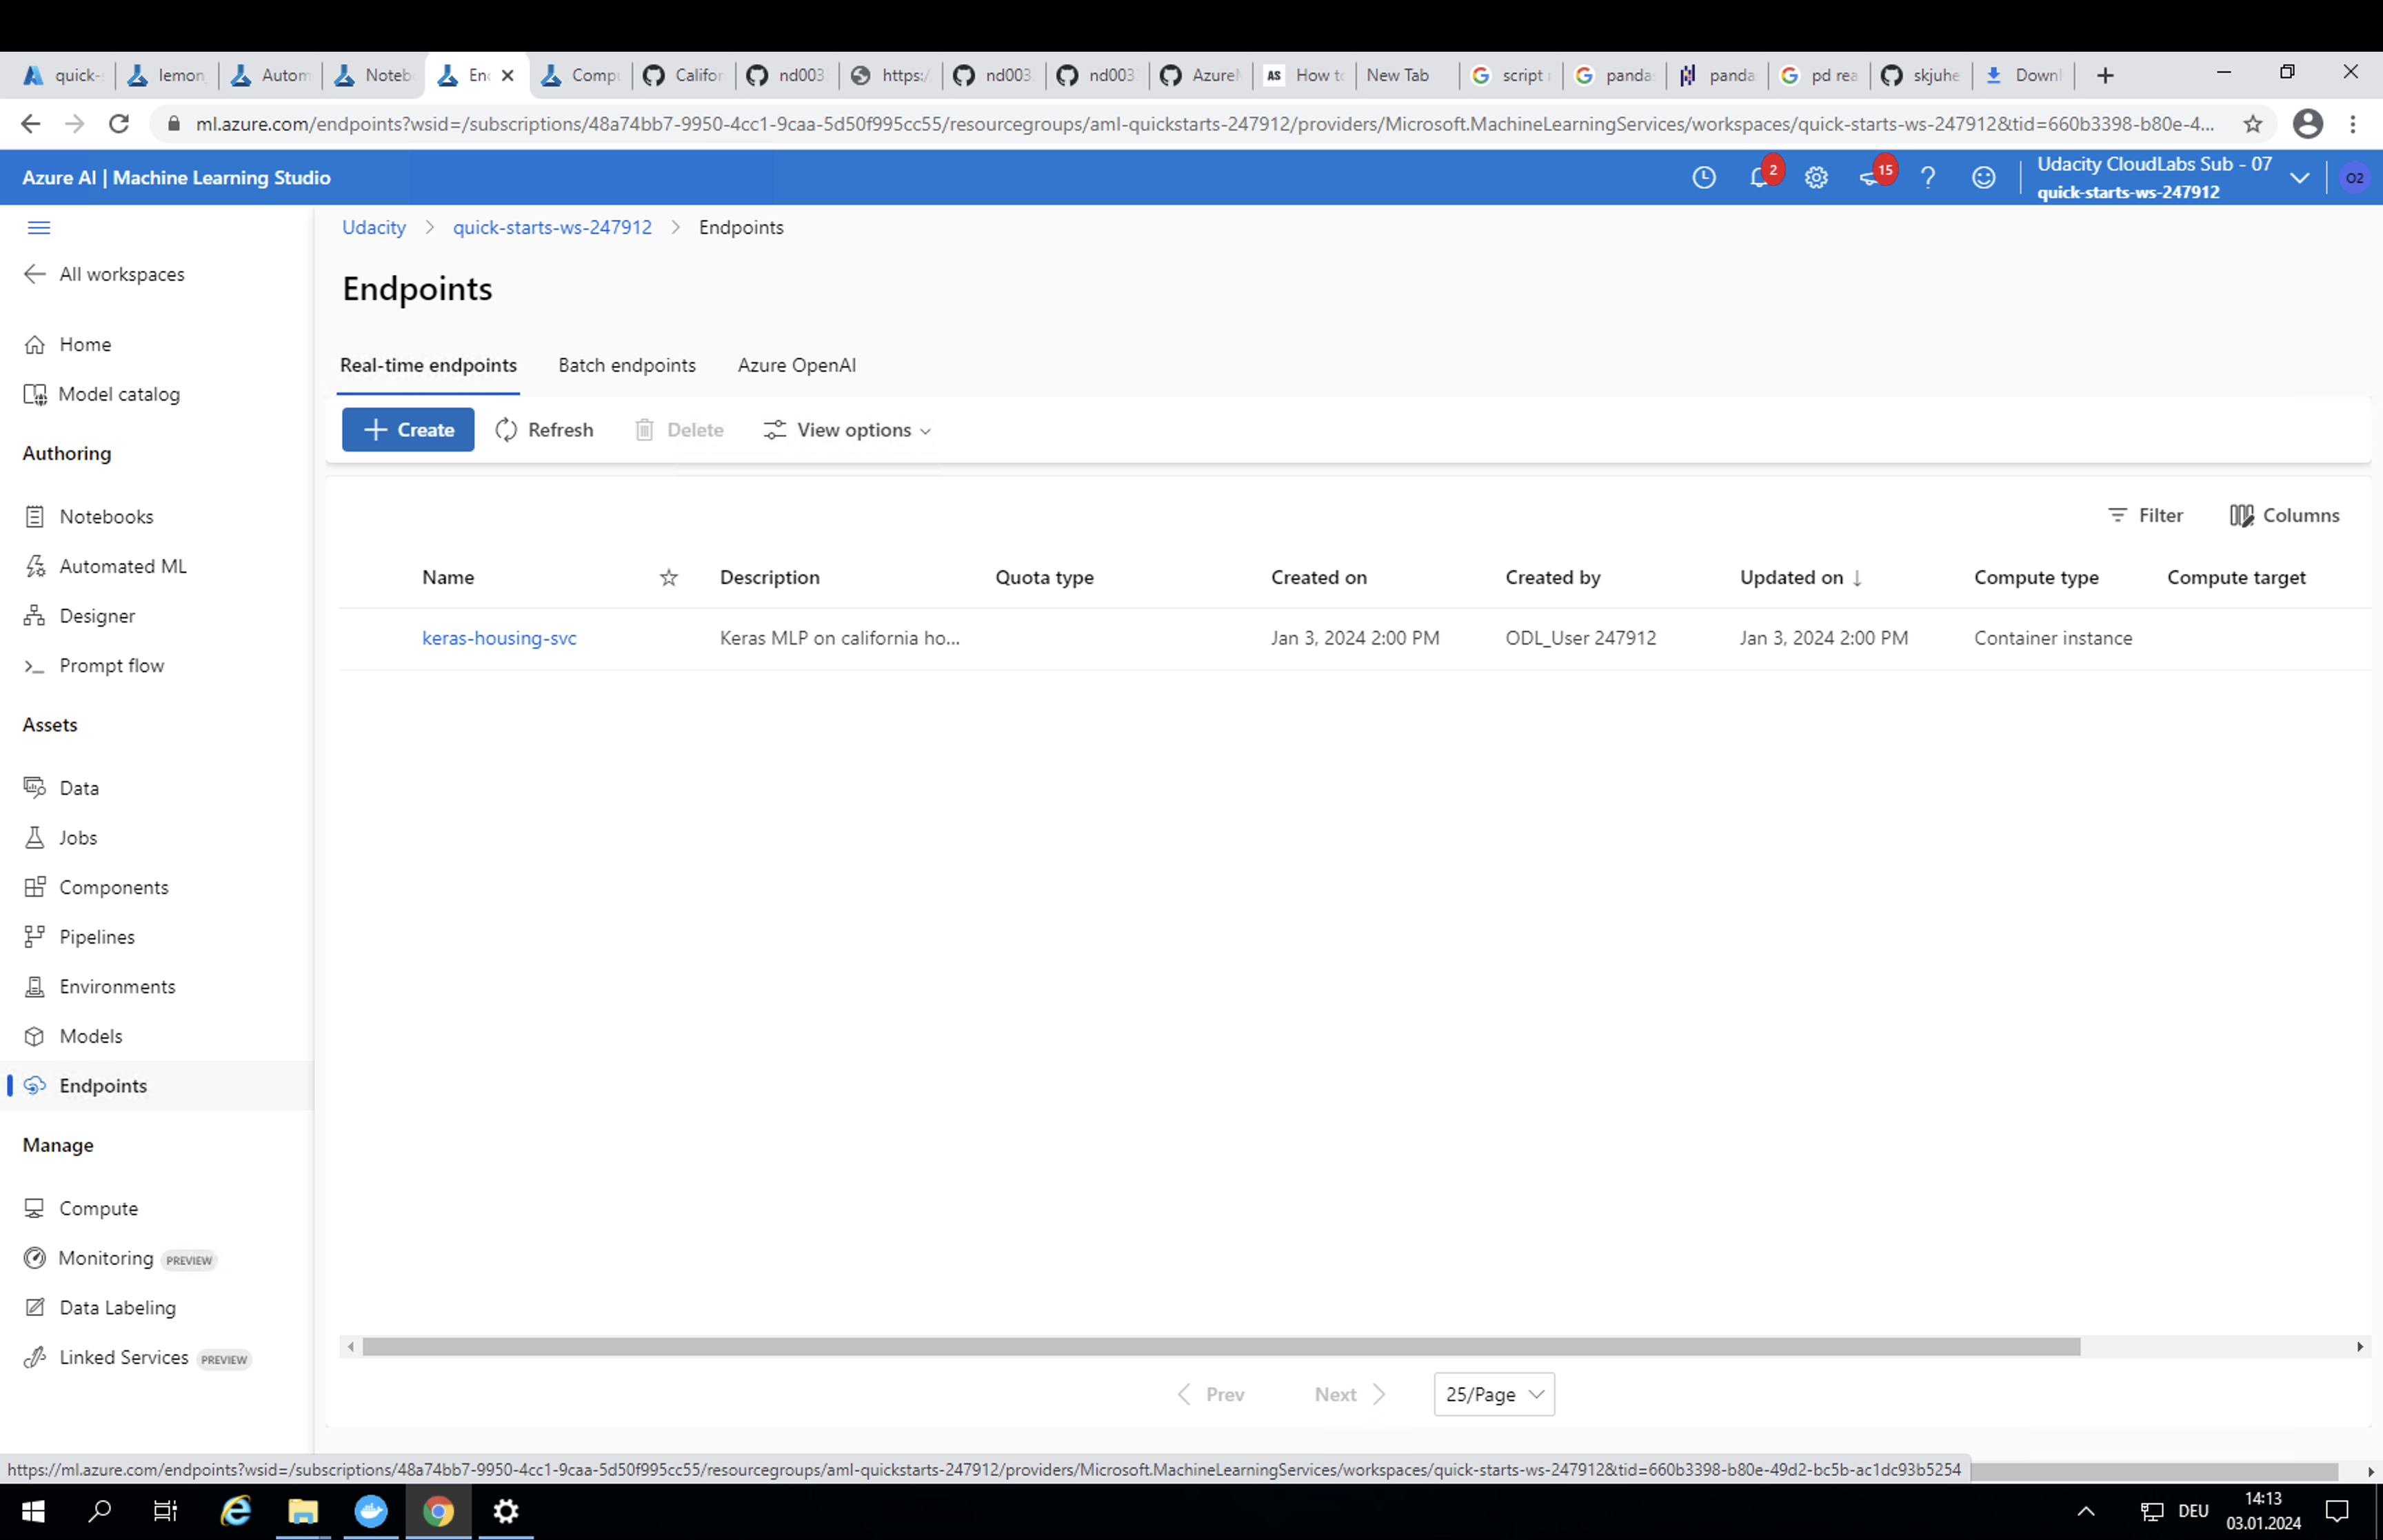 quick-
lemon
Autom
Noteb
End
Compu
Califor
nd003
https:/
nd003
nd003
AzureM
AS
How to
New Tab
script
panda
panda
pd rea
skjuhe
Downl
ml.azure.com/endpoints?wsid=/subscriptions/48a74bb7-9950-4cc1-9caa-5d50f995cc55/resourcegroups/aml-quickstarts-247912/providers/Microsoft.MachineLearningServices/workspaces/quick-starts-ws-247912&tid=660b3398-b80e-4...
Azure AI | Machine Learning Studio
2
15
Udacity CloudLabs Sub - 07
quick-starts-ws-247912
O2
All workspaces
Home
Model catalog
Authoring
Notebooks
Automated ML
Designer
Prompt flow
Assets
Data
Jobs
Components
Pipelines
Environments
Models
Endpoints
Manage
Compute
Monitoring PREVIEW
Data Labeling
Linked Services PREVIEW
Udacity > quick-starts-ws-247912 > Endpoints
Endpoints
Real-time endpoints Batch endpoints Azure OpenAI
Create Refresh Delete View options
Filter Columns
Name Description Quota type Created on Created by Updated on ↓ Compute type Compute target
keras-housing-svc Keras MLP on california ho... Jan 3, 2024 2:00 PM ODL_User 247912 Jan 3, 2024 2:00 PM Container instance
Prev Next 25/Page
https://ml.azure.com/endpoints?wsid=/subscriptions/48a74bb7-9950-4cc1-9caa-5d50f995cc55/resourcegroups/aml-quickstarts-247912/providers/Microsoft.MachineLearningServices/workspaces/quick-starts-ws-247912&tid=660b3398-b80e-49d2-bc5b-ac1dc93b5254
DEU
14:13
03.01.2024